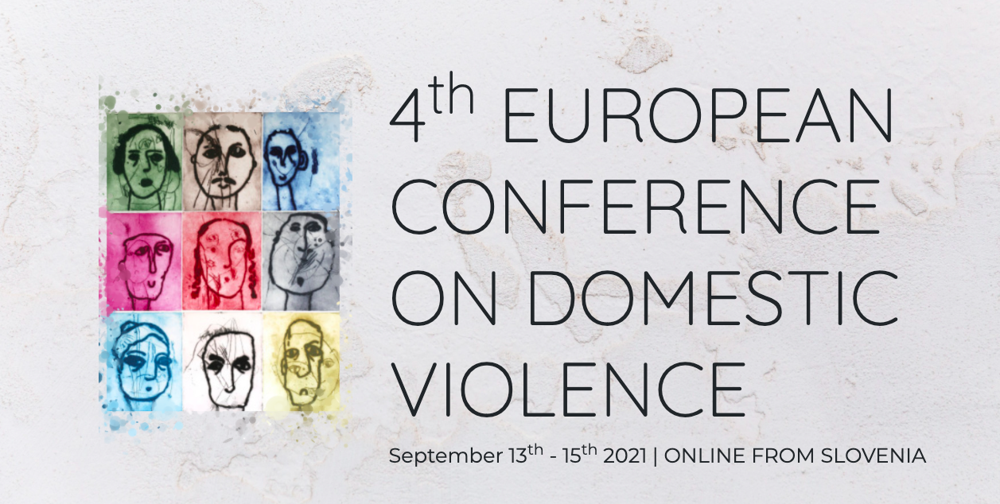 4th EUROPEAN
CONFERENCE
ON DOMESTIC
VIOLENCE
September 13th - 15th 2021 | ONLINE FROM SLOVENIA